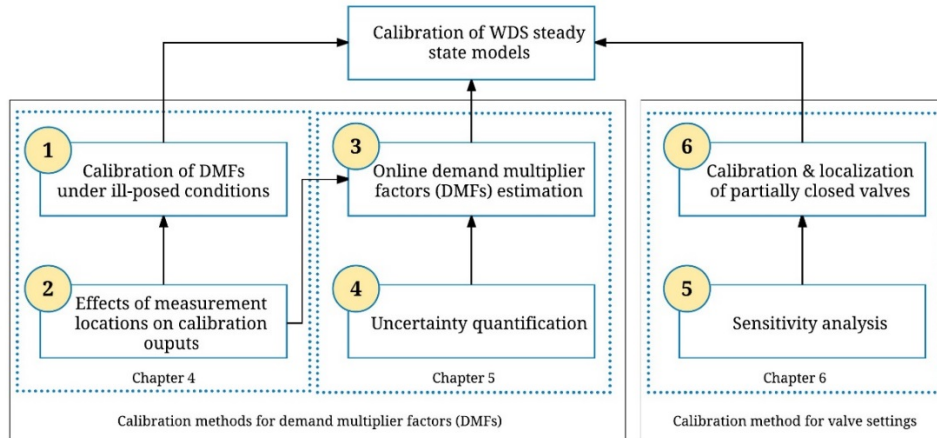 Calibration of WDS steady
state models
1
Calibration of DMFs
under ill-posed conditions
3
Online demand multiplier
factors (DMFs) estimation
6
Calibration & localization
of partially closed valves
2
Effects of measurement
locations on calibration
ouputs
4
Uncertainty quantification
5
Sensitivity analysis
Chapter 4
Chapter 5
Chapter 6
Calibration methods for demand multiplier factors (DMFs)
Calibration method for valve settings